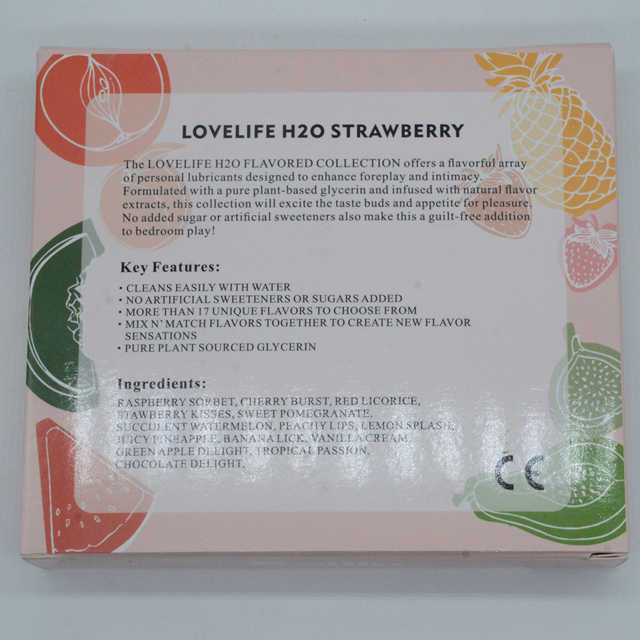 LOVELIFE H2O STRAWBERRY
The LOVELIFE H2O FLAVORED COLLECTION offers a flavorful array
of personal lubricants designed to enhance foreplay and intimacy.
Formulated with a pure plant-based glycerin and infused with natural flavor
extracts, this collection will excite the taste buds and appetite for pleasure.
No added sugar or artificial sweeteners also make this a guilt-free addition
to bedroom play!
Key Features:
• CLEANS EASILY WITH WATER
• NO ARTIFICIAL SWEETENERS OR SUGARS ADDED
• MORE THAN 17 UNIQUE FLAVORS TO CHOOSE FROM
• MIX N' MATCH FLAVORS TOGETHER TO CREATE NEW FLAVOR
SENSATIONS
• PURE PLANT SOURCED GLYCERIN
Ingredients:
RASPBERRY SORBET, CHERRY BURST, RED LICORICE,
STAWBERRY KISSES, SWEET POMEGRANATE,
SUCCULENT WATERMELON, PEACHY LIPS, LEMON SPLASH,
JUICY PINEAPPLE, BANANA LICK, VANILLA CREAM,
GREEN APPLE DELIGHT, TROPICAL PASSION,
CHOCOLATE DELIGHT,
CE